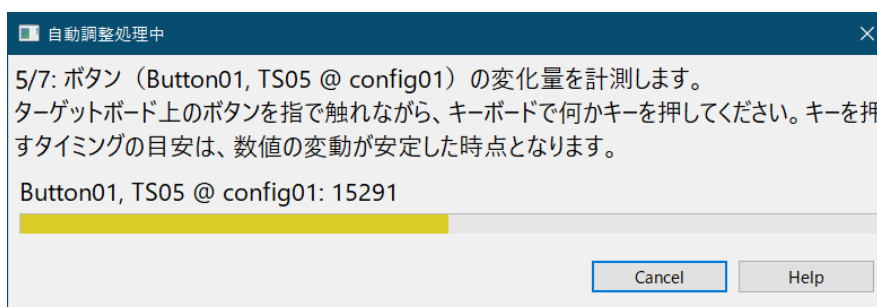 自動調整処理中
5/7: ボタン（Button01, TS05 @ config01）の変化量を計測します。
ターゲットボード上のボタンを指で触れながら、キーボードで何かキーを押してください。キーを押
すタイミングの目安は、数値の変動が安定した時点となります。
Button01, TS05 @ config01: 15291
Cancel
Help